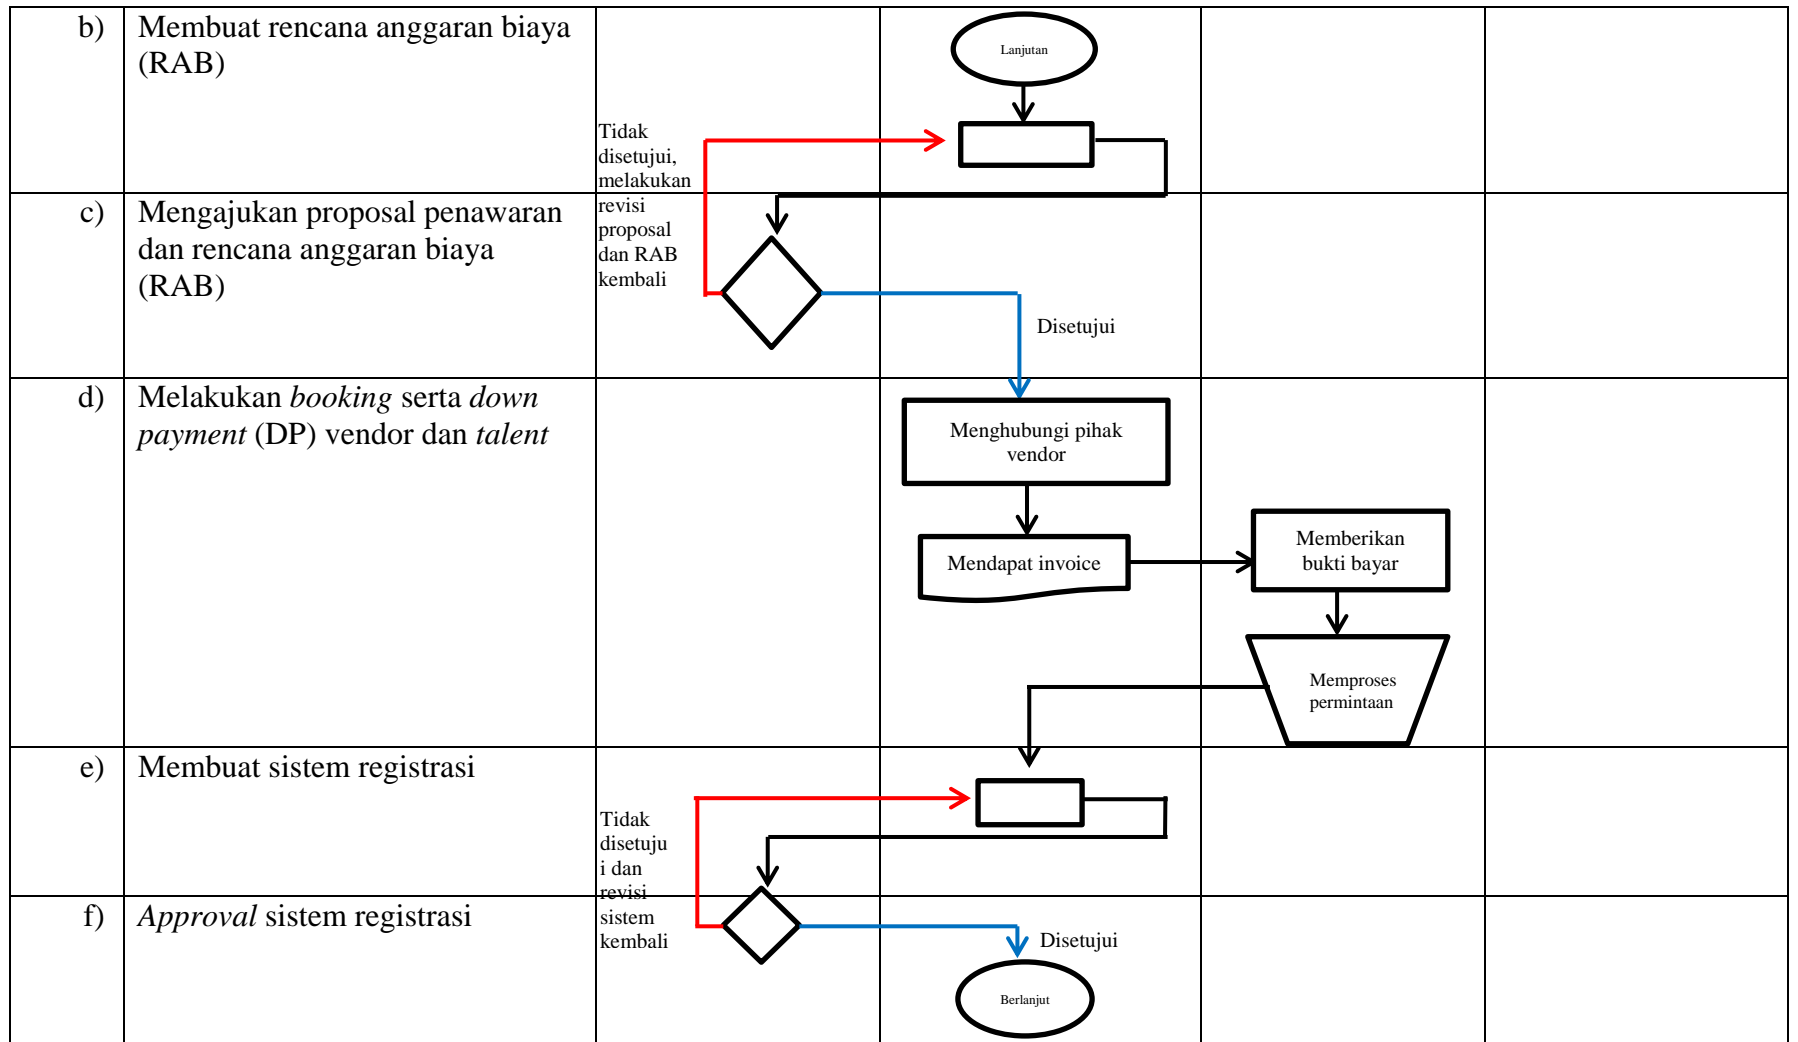 b) Membuat rencana anggaran biaya
(RAB)
Lanjutan
Tidak
disetujui,
melakukan
revisi
proposal
dan RAB
kembali
c) Mengajukan proposal penawaran
dan rencana anggaran biaya
(RAB)
Disetujui
d) Melakukan booking serta down
payment (DP) vendor dan talent
Menghubungi pihak
vendor
Mendapat invoice
Memberikan
bukti bayar
Memproses
permintaan
e) Membuat sistem registrasi
Tidak
disetuju
i dan
revisi
sistem
kembali
f) Approval sistem registrasi
Disetujui
Berlanjut